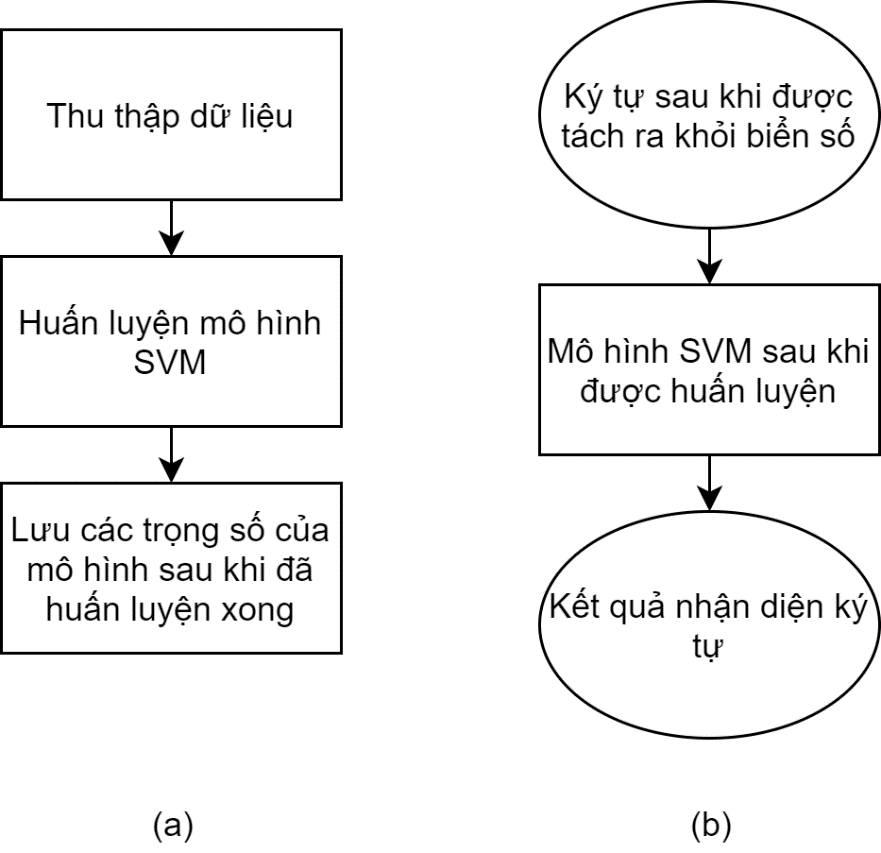 Thu thập dữ liệu
Huấn luyện mô hình
SVM
Lưu các trọng số của
mô hình sau khi đã
huấn luyện xong
(a)
Ký tự sau khi được
tách ra khỏi biển số
Mô hình SVM sau khi
được huấn luyện
Kết quả nhận diện ký
tự
(b)